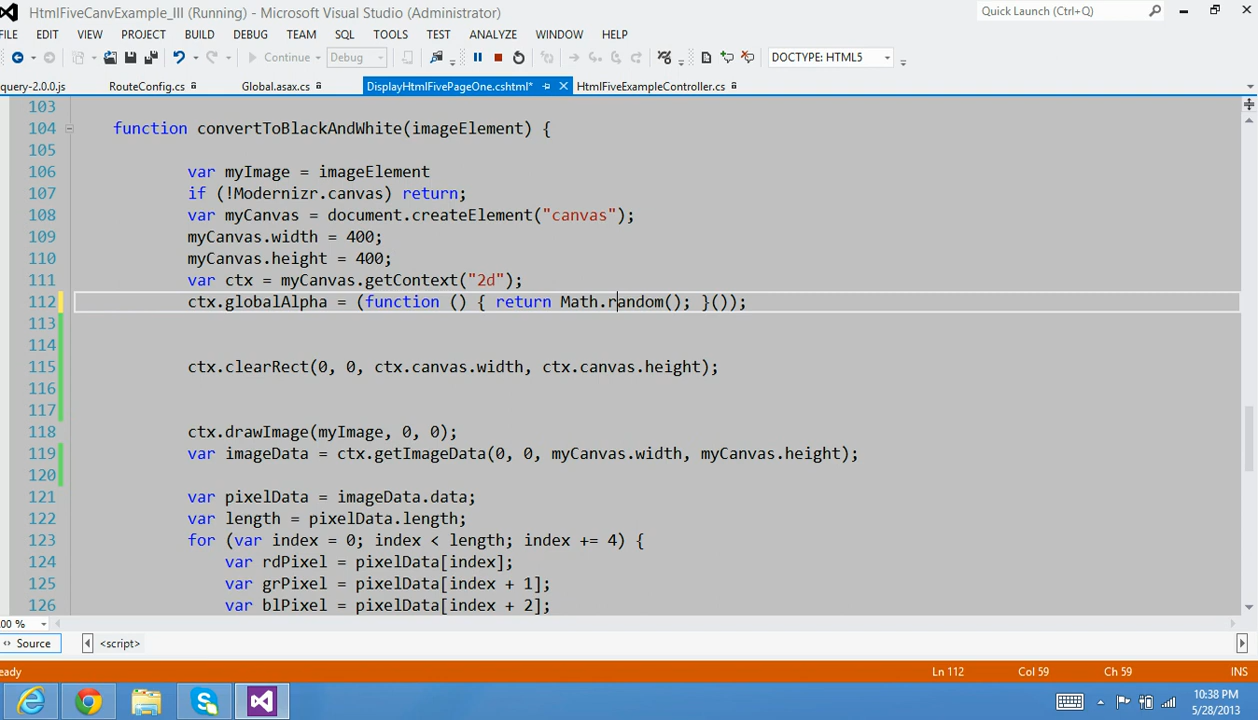 HtmlFiveCanvExample_III (Running) - Microsoft Visual Studio (Administrator)
Quick Launch (Ctrl+Q)
FILE EDIT VIEW PROJECT BUILD DEBUG TEAM SQL TOOLS TEST ANALYZE WINDOW HELP
Continue Debug DOCTYPE: HTML5
query-2.0.0.js RouteConfig.cs Global.asax.cs DisplayHtmlFivePageOne.cshtml* HtmlFiveExampleController.cs
103
104 function convertToBlackAndWhite(imageElement) {
105
106 var myImage = imageElement
107 if (!Modernizr.canvas) return;
108 var myCanvas = document.createElement("canvas");
109 myCanvas.width = 400;
110 myCanvas.height = 400;
111 var ctx = myCanvas.getContext("2d");
112 ctx.globalAlpha = (function () { return Math.random(); }());
113
114
115 ctx.clearRect(0, 0, ctx.canvas.width, ctx.canvas.height);
116
117
118 ctx.drawImage(myImage, 0, 0);
119 var imageData = ctx.getImageData(0, 0, myCanvas.width, myCanvas.height);
120
121 var pixelData = imageData.data;
122 var length = pixelData.length;
123 for (var index = 0; index < length; index += 4) {
124 var rdPixel = pixelData[index];
125 var grPixel = pixelData[index + 1];
126 var blPixel = pixelData[index + 2];
00 %
Source <script>
eady Ln 112 Col 59 Ch 59 INS
10:38 PM
5/28/2013